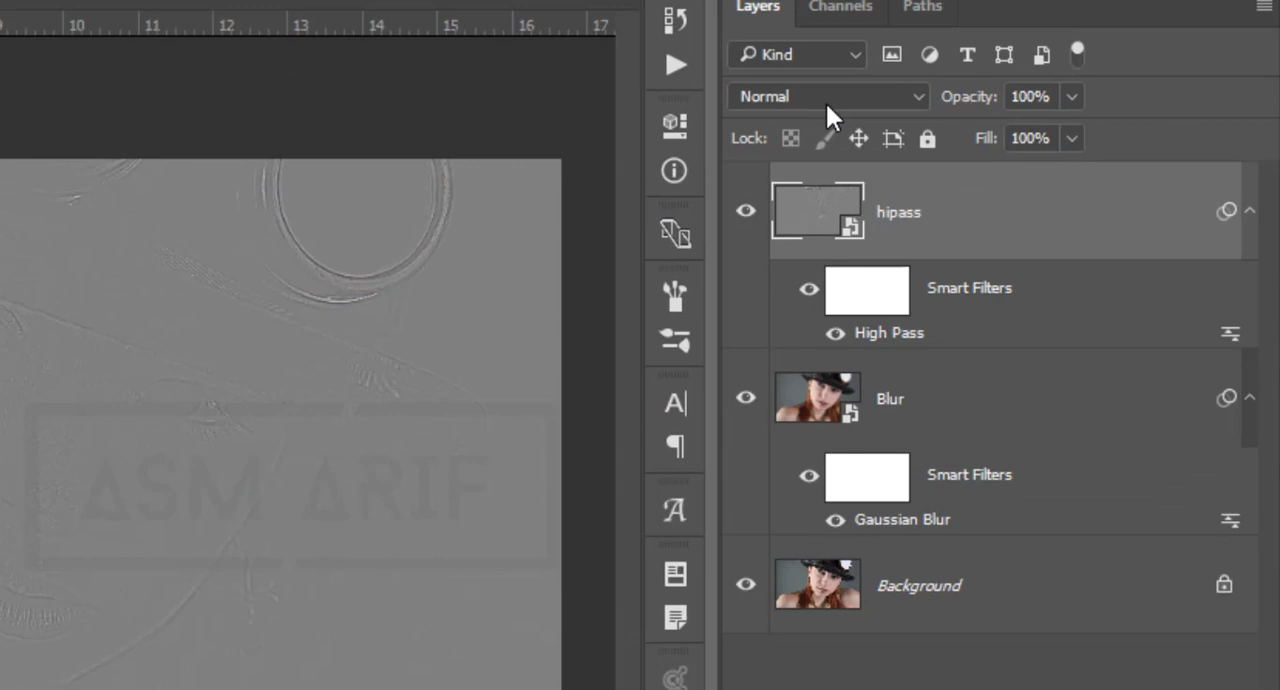 Layers Channels Paths
10 11 12 13 14 15 16 17
Kind
Normal Opacity: 100%
Lock: Fill: 100%
hipass
Smart Filters
High Pass
Blur
Smart Filters
Gaussian Blur
Background
ASM ARIF